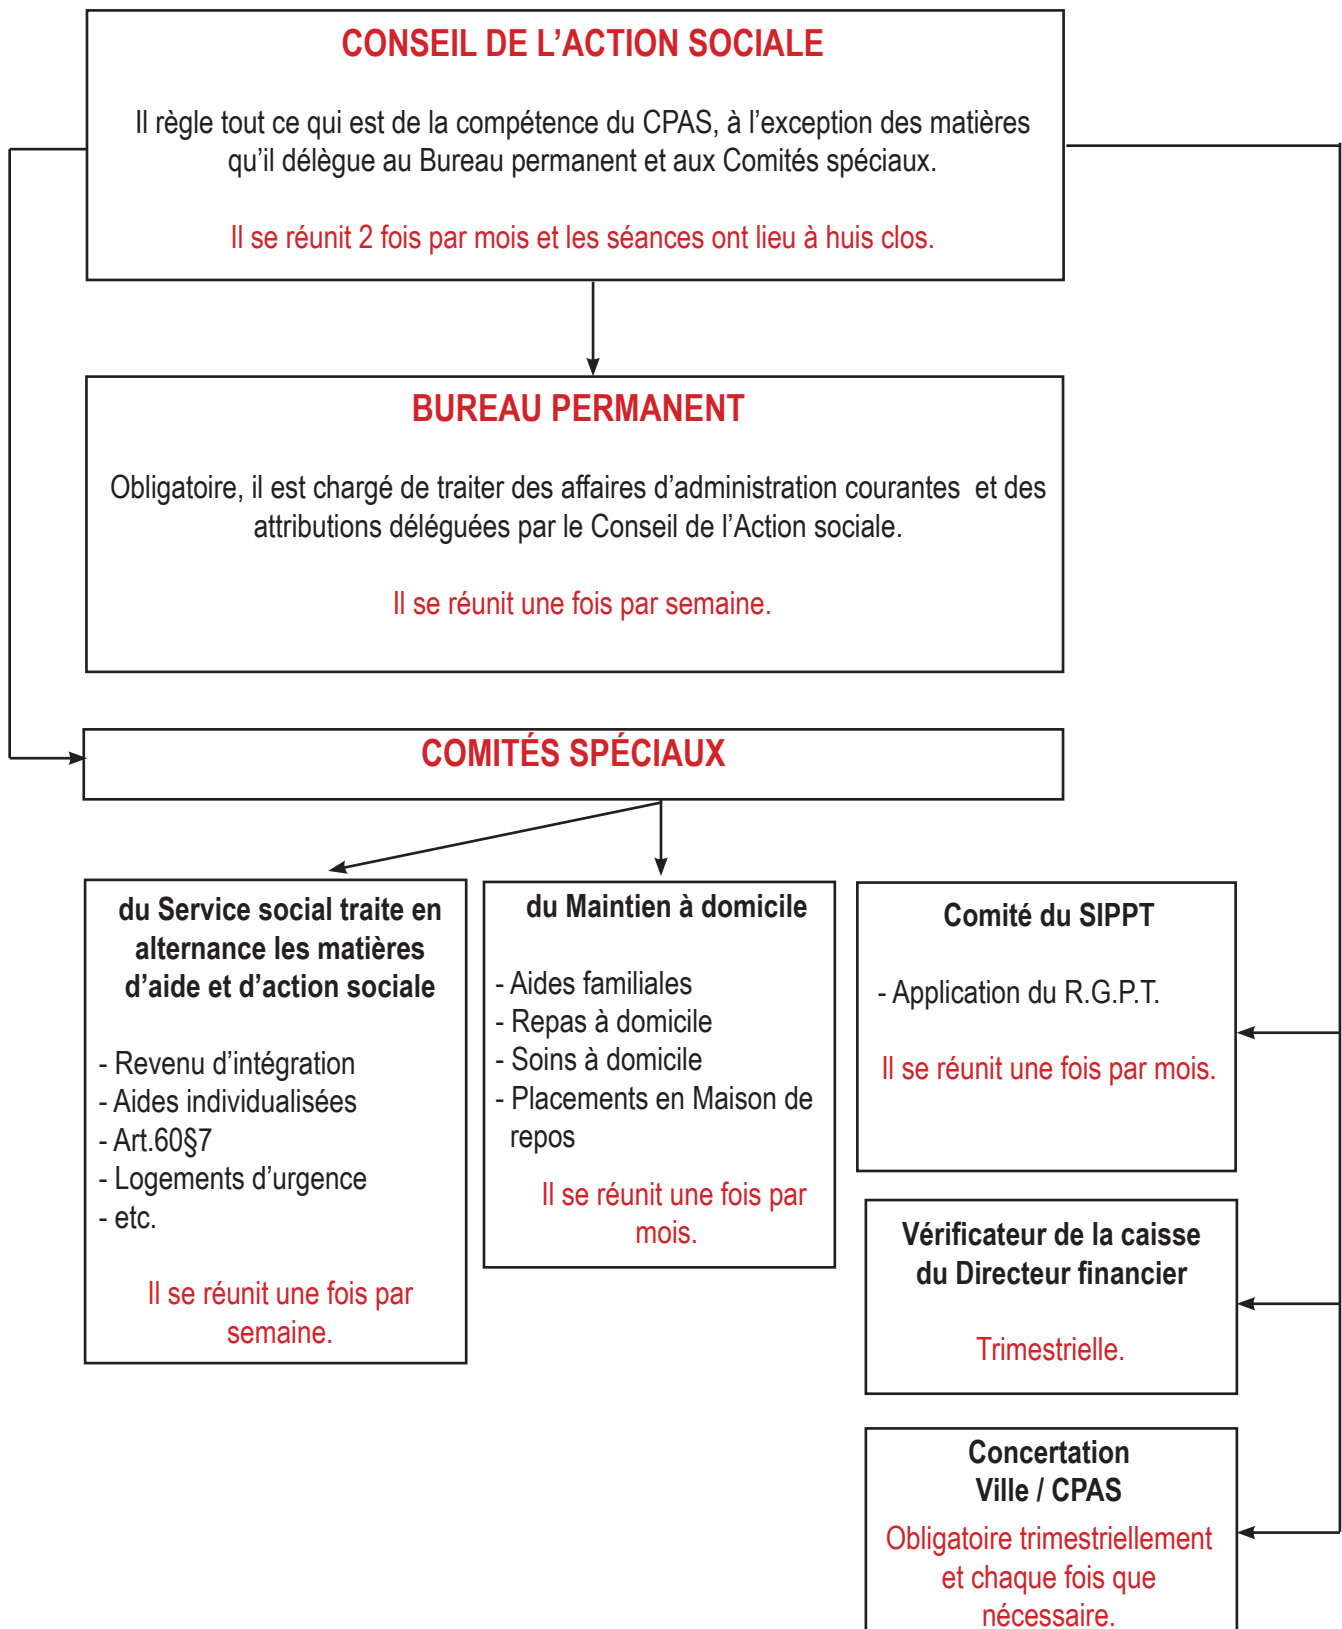 CONSEIL DE L’ACTION SOCIALE
Il règle tout ce qui est de la compétence du CPAS, à l’exception des matières
qu’il délègue au Bureau permanent et aux Comités spéciaux.
Il se réunit 2 fois par mois et les séances ont lieu à huis clos.
BUREAU PERMANENT
Obligatoire, il est chargé de traiter des affaires d’administration courantes et des
attributions déléguées par le Conseil de l’Action sociale.
Il se réunit une fois par semaine.
COMITÉS SPÉCIAUX
du Service social traite en
alternance les matières
d’aide et d’action sociale
- Revenu d’intégration
- Aides individualisées
- Art.60§7
- Logements d’urgence
- etc.
Il se réunit une fois par
semaine.
du Maintien à domicile
- Aides familiales
- Repas à domicile
- Soins à domicile
- Placements en Maison de
repos
Il se réunit une fois par
mois.
Comité du SIPPT
- Application du R.G.P.T.
Il se réunit une fois par mois.
Vérificateur de la caisse
du Directeur financier
Trimestrielle.
Concertation
Ville / CPAS
Obligatoire trimestriellement
et chaque fois que
nécessaire.